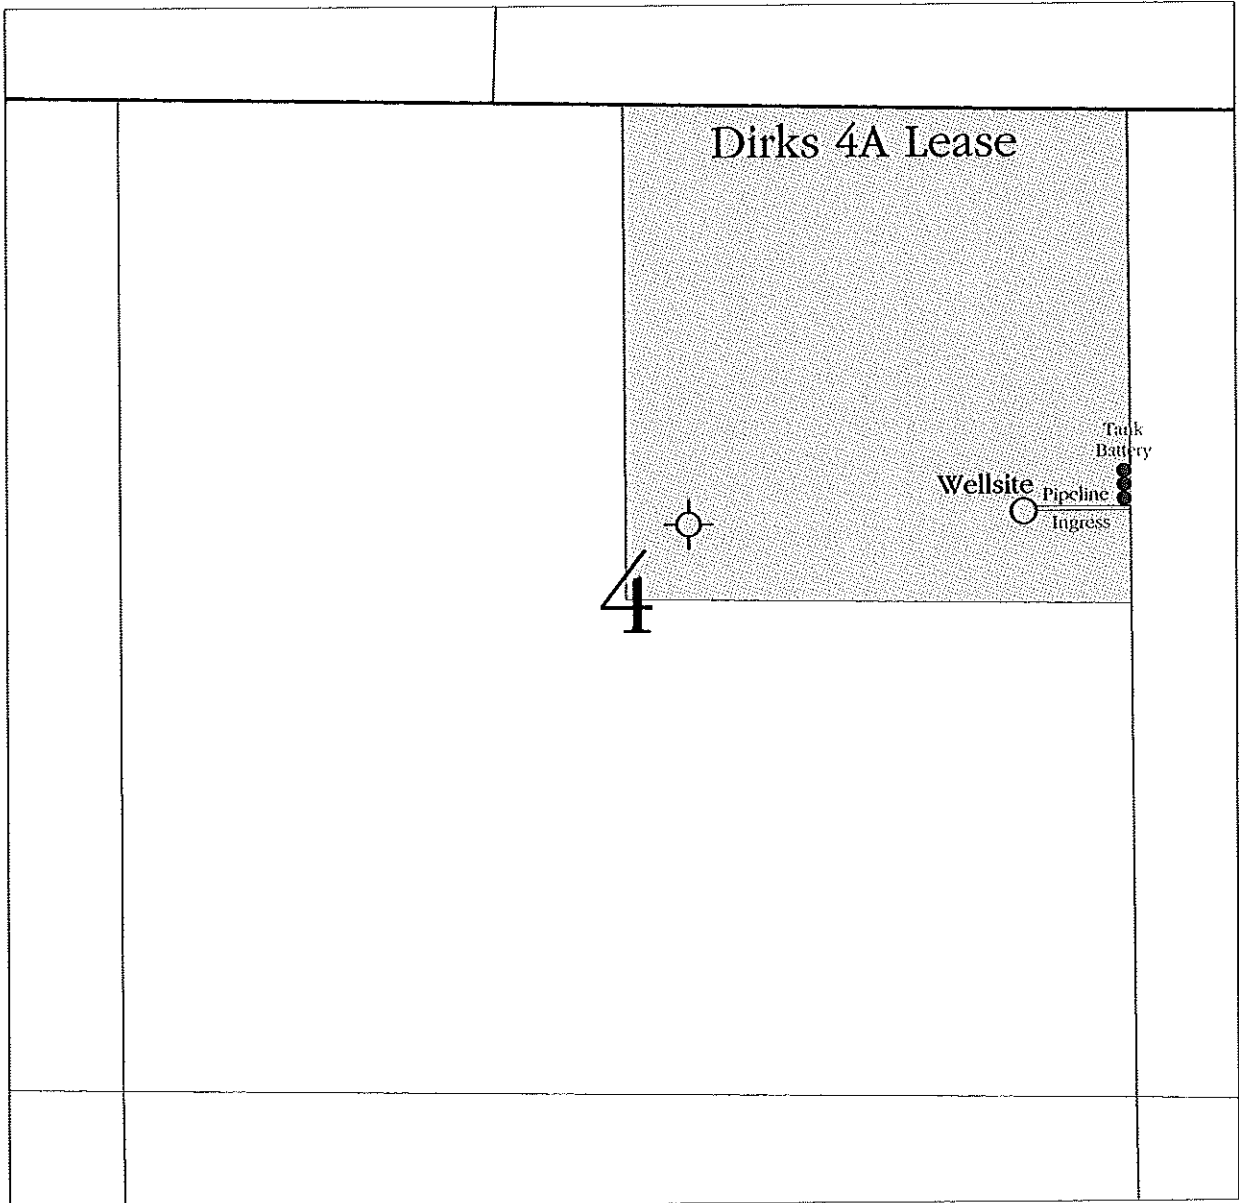 Dirks 4A Lease
Tank
Battery
Wellsite
Pipeline
Ingress
4